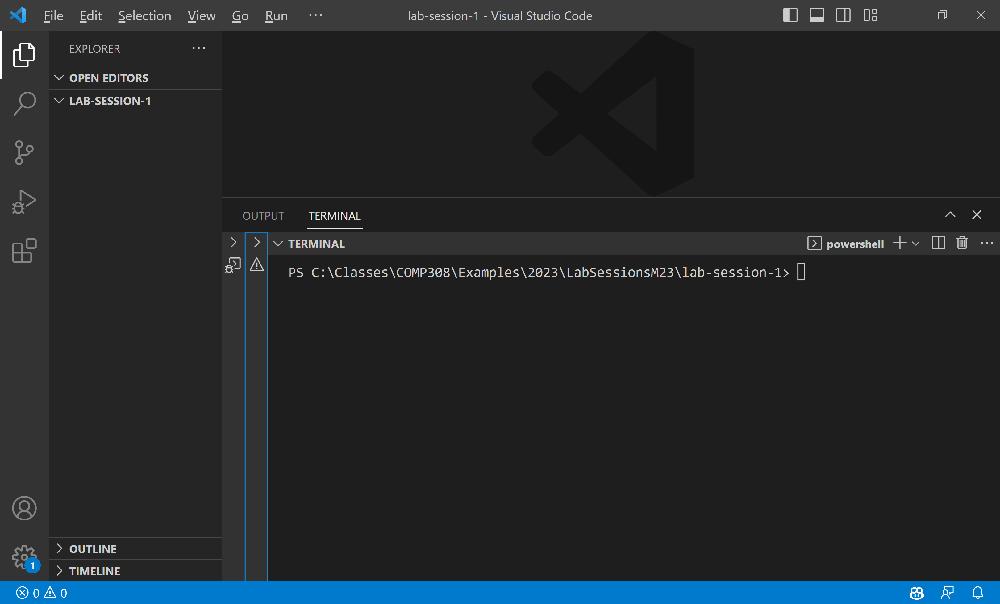 File Edit Selection View Go Run ··· lab-session-1 - Visual Studio Code
EXPLORER ···
OPEN EDITORS
LAB-SESSION-1
OUTPUT TERMINAL
TERMINAL powershell ···
PS C:\Classes\COMP308\Examples\2023\LabSessionsM23\lab-session-1>
OUTLINE
1
TIMELINE
0 0